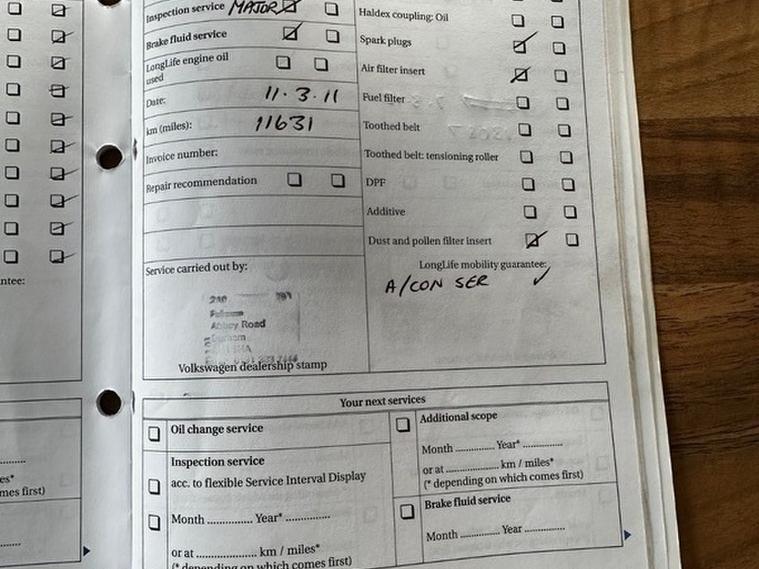 Inspection service MAJOR
Brake fluid service
LongLife engine oil
used
Date: 11.3.11
km (miles): 11631
Invoice number:
Repair recommendation
Service carried out by:
Abbey Road
Volkswagen dealership stamp
Haldex coupling: Oil
Spark plugs
Air filter insert
Fuel filter
Toothed belt
Toothed belt: tensioning roller
DPF
Additive
Dust and pollen filter insert
LongLife mobility guarantee:
A/CON SER ✓
ntee:
Your next services
Oil change service
Inspection service
acc. to flexible Service Interval Display
Month .............. Year* ..............
or at .................... km / miles*
(* depending on which comes first)
Additional scope
Month ............ Year* ............
or at ................ km / miles*
(* depending on which comes first)
Brake fluid service
Month .......... Year ..........
es*
mes first)